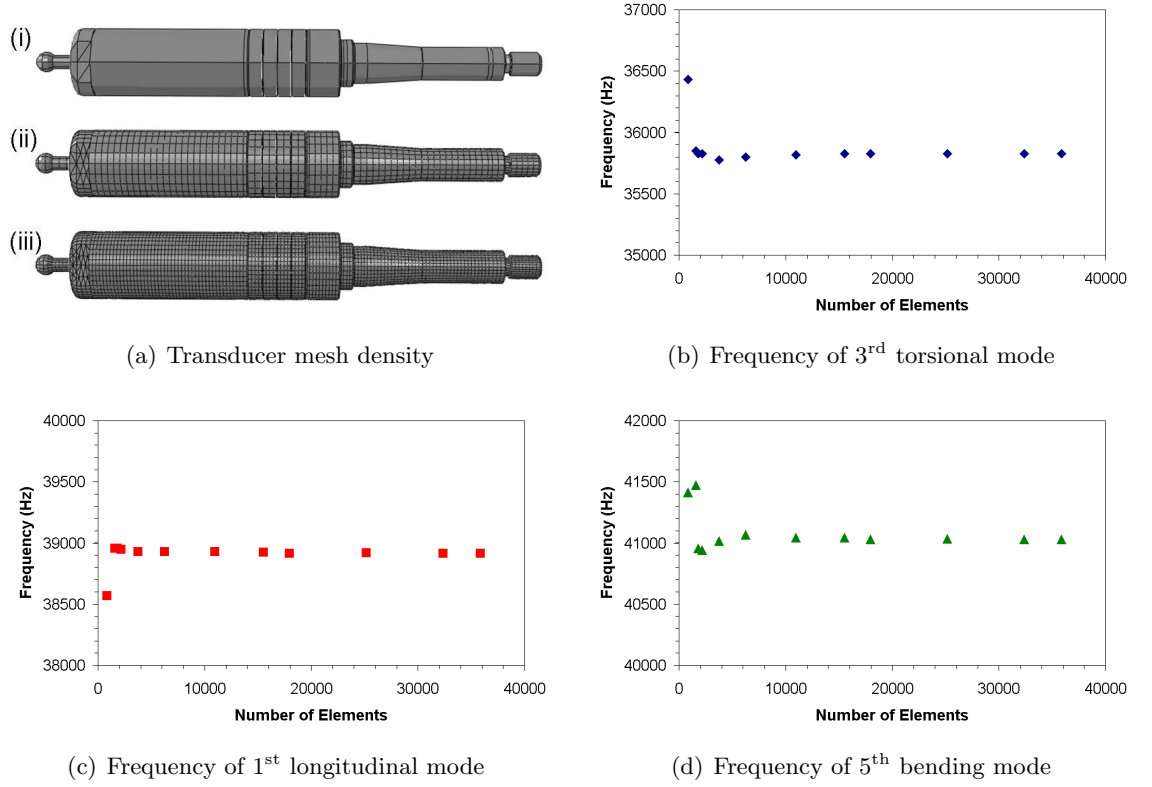 (i)
(ii)
(iii)
(a) Transducer mesh density
37000
36500
36000
35500
35000
Frequency (Hz)
0 10000 20000 30000 40000
Number of Elements
(b) Frequency of 3rd torsional mode
40000
39500
39000
38500
38000
Frequency (Hz)
0 10000 20000 30000 40000
Number of Elements
(c) Frequency of 1st longitudinal mode
42000
41500
41000
40500
40000
Frequency (Hz)
0 10000 20000 30000 40000
Number of Elements
(d) Frequency of 5th bending mode